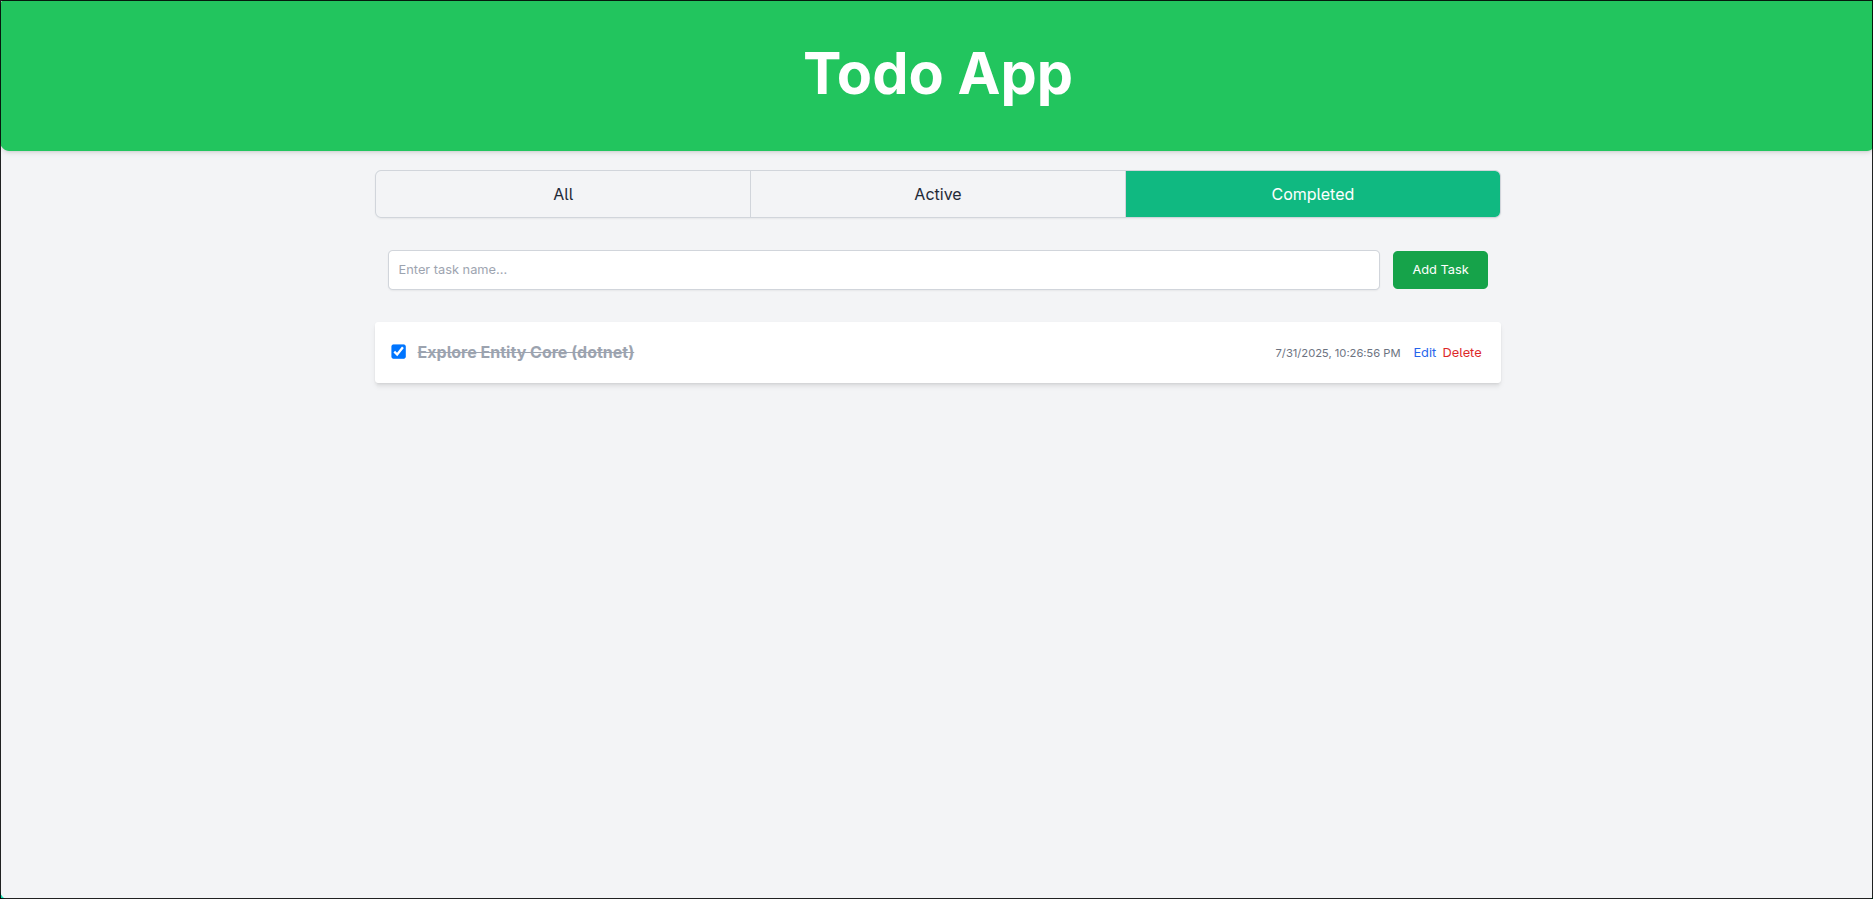 Todo App
All Active Completed
Enter task name... Add Task
Explore Entity Core (dotnet) 7/31/2025, 10:26:56 PM Edit Delete